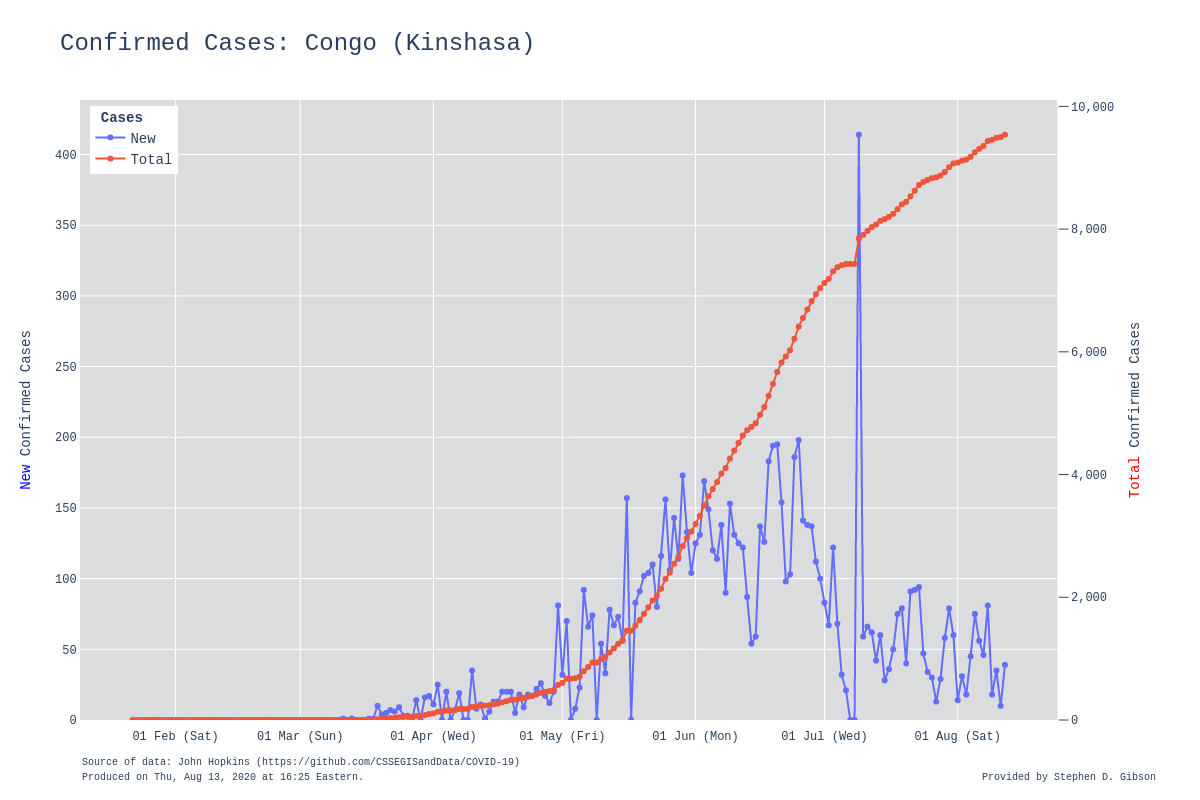 Confirmed Cases: Congo (Kinshasa)
Cases
New
Total
400
350
300
250
200
150
100
50
0
10,000
8,000
6,000
4,000
2,000
0
New Confirmed Cases
Total Confirmed Cases
01 Feb (Sat)
01 Mar (Sun)
01 Apr (Wed)
01 May (Fri)
01 Jun (Mon)
01 Jul (Wed)
01 Aug (Sat)
Source of data: John Hopkins (https://github.com/CSSEGISandData/COVID-19)
Produced on Thu, Aug 13, 2020 at 16:25 Eastern.
Provided by Stephen D. Gibson